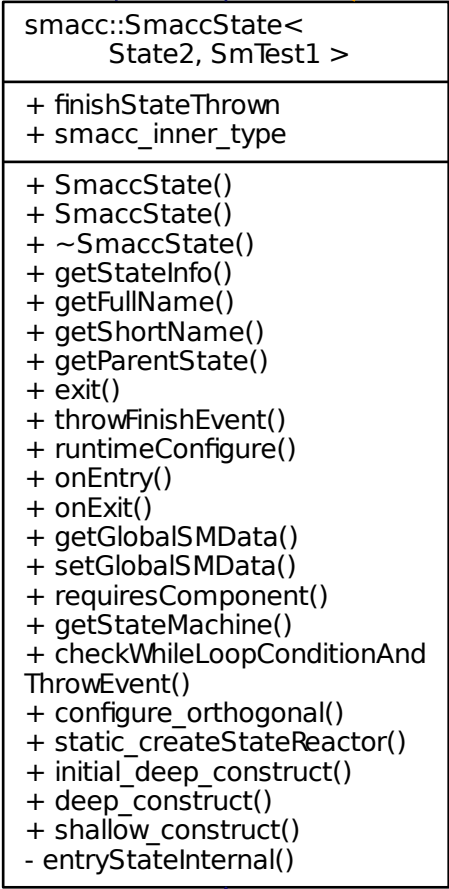 smacc::SmaccState<
State2, SmTest1 >
+ finishStateThrown
+ smacc_inner_type
+ SmaccState()
+ SmaccState()
+ ~SmaccState()
+ getStateInfo()
+ getFullName()
+ getShortName()
+ getParentState()
+ exit()
+ throwFinishEvent()
+ runtimeConfigure()
+ onEntry()
+ onExit()
+ getGlobalSMData()
+ setGlobalSMData()
+ requiresComponent()
+ getStateMachine()
+ checkWhileLoopConditionAnd
ThrowEvent()
+ configure_orthogonal()
+ static_createStateReactor()
+ initial_deep_construct()
+ deep_construct()
+ shallow_construct()
- entryStateInternal()